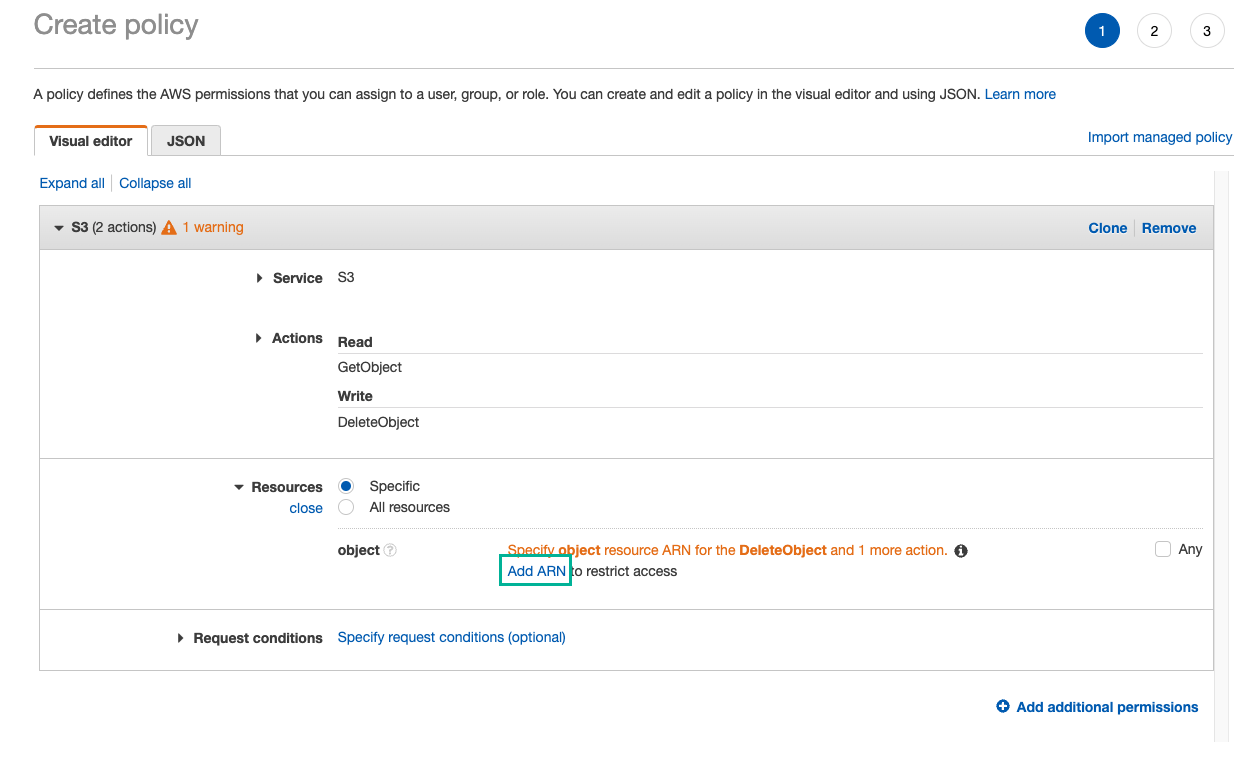 Create policy
1 2 3
A policy defines the AWS permissions that you can assign to a user, group, or role. You can create and edit a policy in the visual editor and using JSON. Learn more
Visual editor JSON Import managed policy
Expand all Collapse all
S3 (2 actions) 1 warning Clone Remove
Service S3
Actions Read
GetObject
Write
DeleteObject
Resources Specific
close All resources
object ? Specify object resource ARN for the DeleteObject and 1 more action. Any
Add ARN to restrict access
Request conditions Specify request conditions (optional)
Add additional permissions